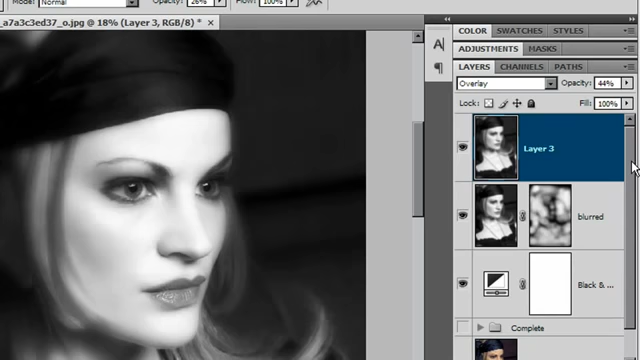 Mode: Normal Opacity: 26% Flow: 100%
_a7a3c3ed37_o.jpg @ 18% (Layer 3, RGB/8) * ×
COLOR SWATCHES STYLES
A
ADJUSTMENTS MASKS
LAYERS CHANNELS PATHS
Overlay Opacity: 44%
Lock: Fill: 100%
Layer 3
blurred
Black & ...
Complete